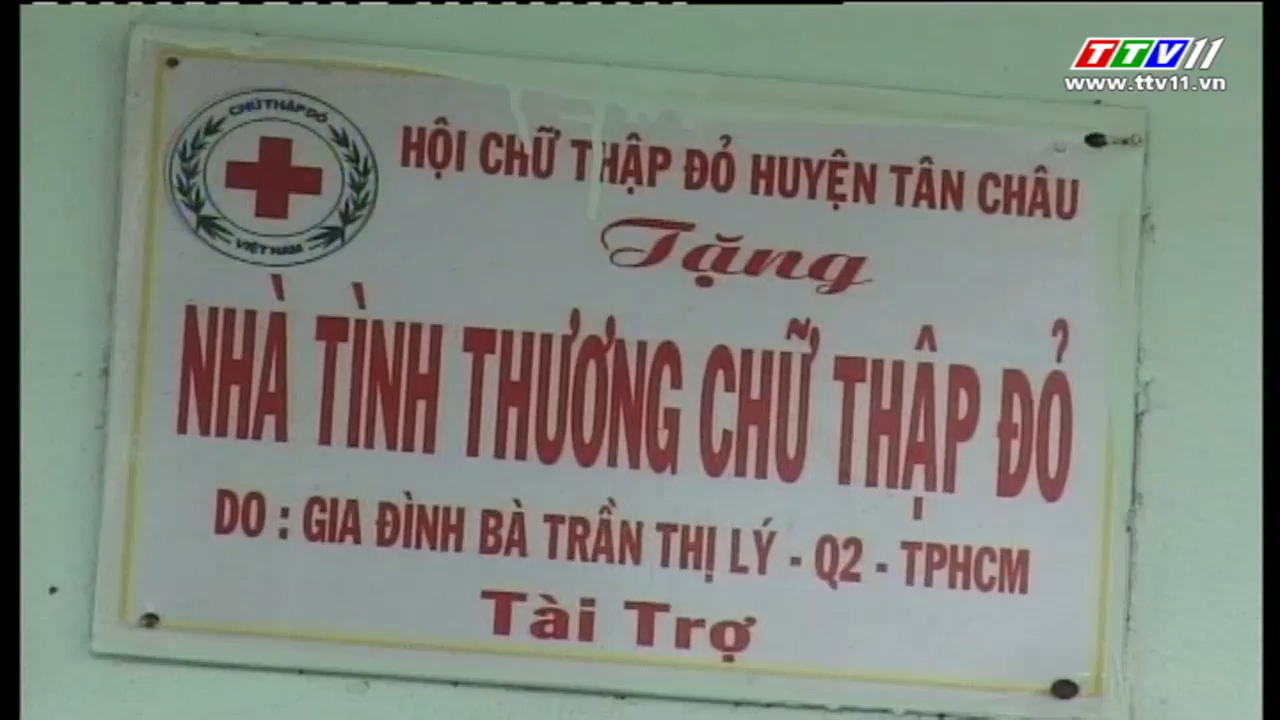 TTV11
www.ttv11.vn
CHỮ THẬP ĐỎ
VIỆT NAM
HỘI CHỮ THẬP ĐỎ HUYỆN TÂN CHÂU
Tặng
NHÀ TÌNH THƯƠNG CHỮ THẬP ĐỎ
DO : GIA ĐÌNH BÀ TRẦN THỊ LÝ - Q2 - TPHCM
Tài Trợ